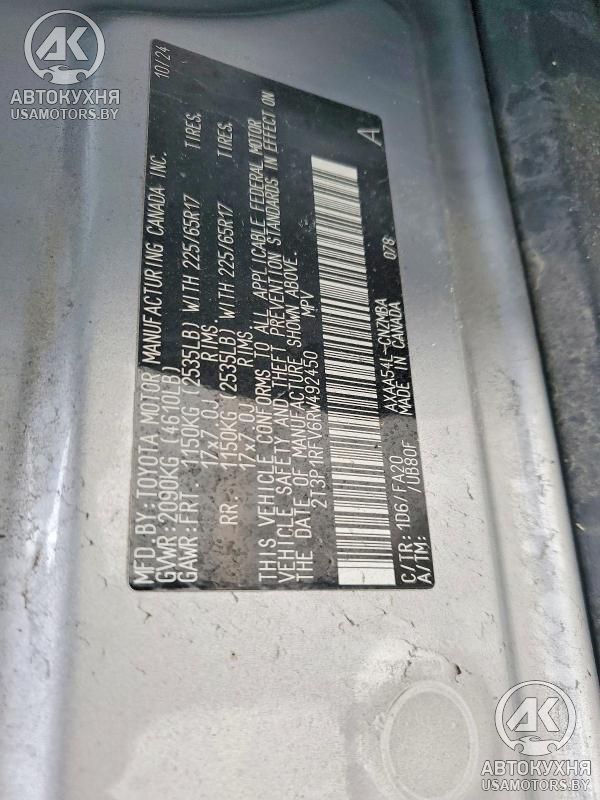 AK
АВТОКУХНЯ
USAMOTORS.BY
MFD.BY:TOYOTA MOTOR MANUFACTURING CANADA INC. 10/24
GVWR:2090KG (4610LB)
GAWR:FRT. 1150KG (2535LB) WITH 225/65R17 TIRES.
17x7.0J RIMS.
RR. 1150KG (2535LB) WITH 225/65R17 TIRES.
17x7.0J RIMS.
THIS VEHICLE CONFORMS TO ALL APPLICABLE FEDERAL MOTOR
VEHICLE SAFETY AND THEFT PREVENTION STANDARDS IN EFFECT ON
THE DATE OF MANUFACTURE SHOWN ABOVE.
2T3P1RFV6RW492450 MPV
A
C/TR: 1D6/FA20 AXAA54L-CNZMBA 078
A/TM: /UB80F MADE IN CANADA
AK
АВТОКУХНЯ
USAMOTORS.BY